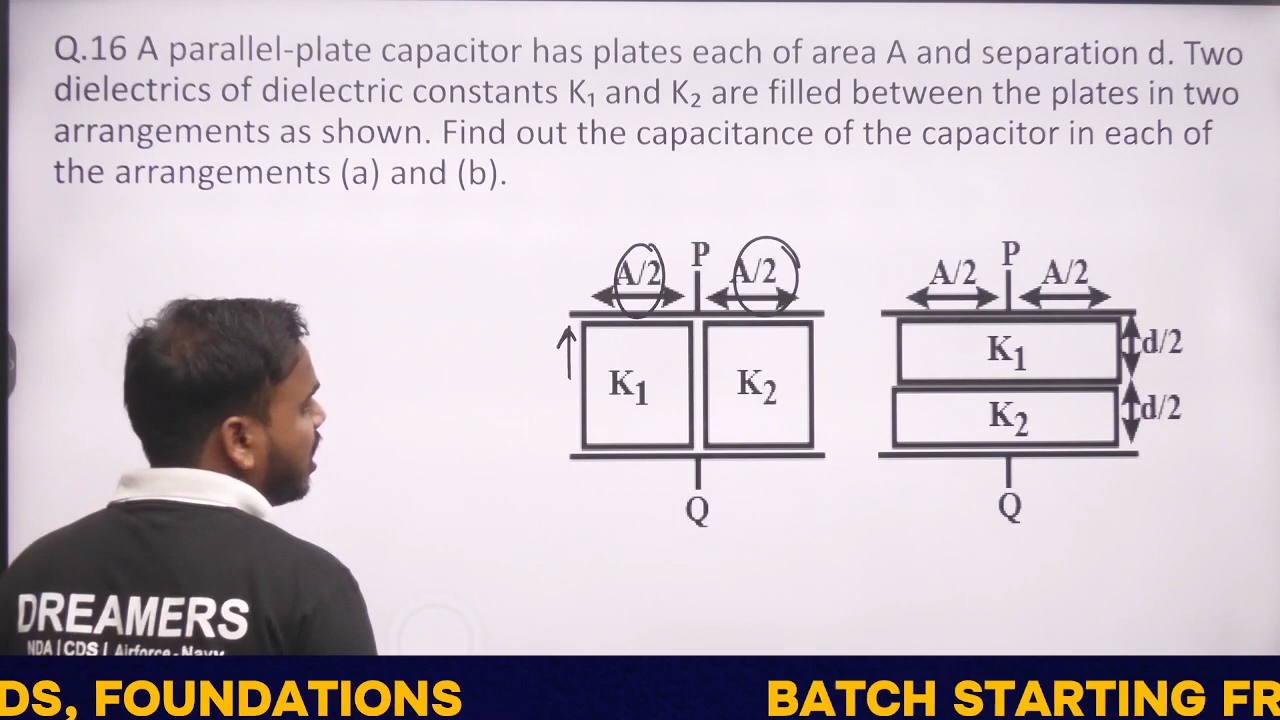 Q.16 A parallel-plate capacitor has plates each of area A and separation d. Two
dielectrics of dielectric constants K₁ and K₂ are filled between the plates in two
arrangements as shown. Find out the capacitance of the capacitor in each of
the arrangements (a) and (b).
A/2 P A/2
K₁ K₂
Q
A/2 P A/2
K₁ d/2
K₂ d/2
Q
DREAMERS
NDA | CDS | Airforce - Navy
DS, FOUNDATIONS
BATCH STARTING FR